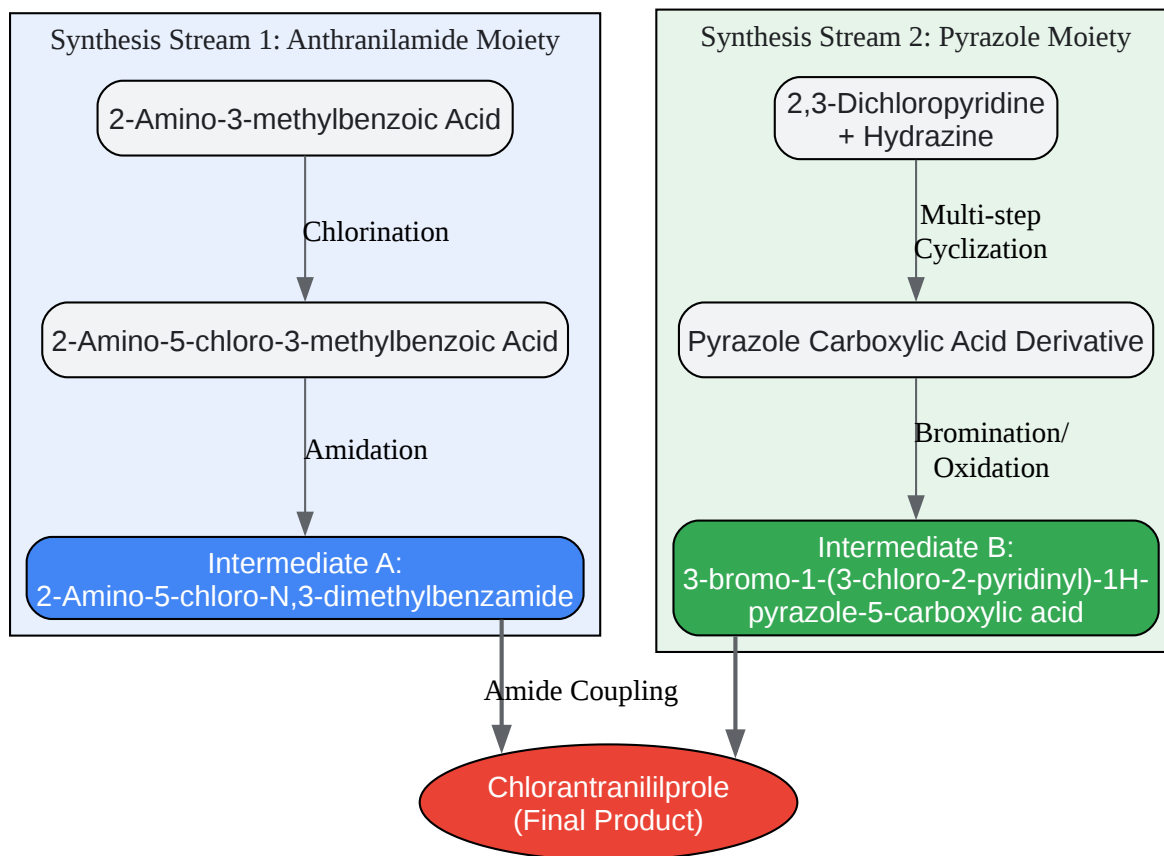 Synthesis Stream 1: Anthranilamide Moiety
2-Amino-3-methylbenzoic Acid
Chlorination
2-Amino-5-chloro-3-methylbenzoic Acid
Amidation
Intermediate A:
2-Amino-5-chloro-N,3-dimethylbenzamide
Synthesis Stream 2: Pyrazole Moiety
2,3-Dichloropyridine
+ Hydrazine
Multi-step
Cyclization
Pyrazole Carboxylic Acid Derivative
Bromination/
Oxidation
Intermediate B:
3-bromo-1-(3-chloro-2-pyridinyl)-1H-
pyrazole-5-carboxylic acid
Amide Coupling
Chlorantranililprole
(Final Product)